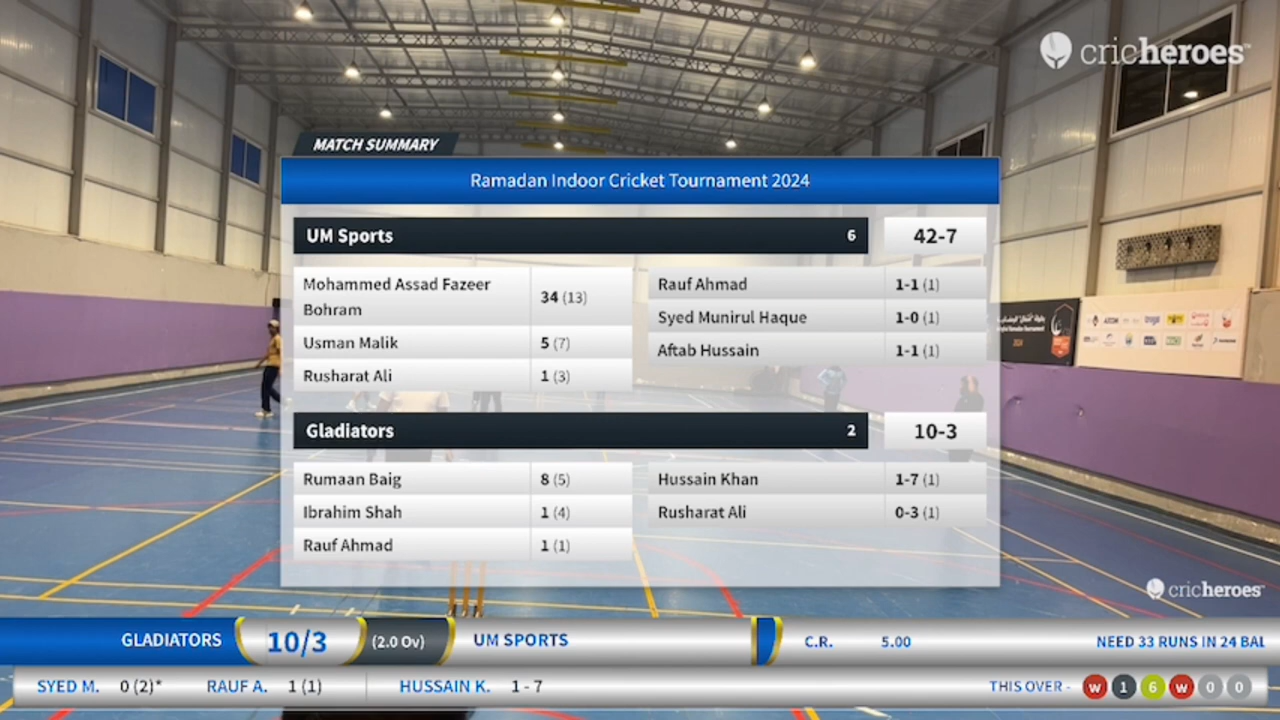 cricheroes
MATCH SUMMARY
Ramadan Indoor Cricket Tournament 2024
UM Sports 6 42-7
Mohammed Assad Fazeer Bohram 34 (13)
Usman Malik 5 (7)
Rusharat Ali 1 (3)
Rauf Ahmad 1-1 (1)
Syed Munirul Haque 1-0 (1)
Aftab Hussain 1-1 (1)
Gladiators 2 10-3
Rumaan Baig 8 (5)
Ibrahim Shah 1 (4)
Rauf Ahmad 1 (1)
Hussain Khan 1-7 (1)
Rusharat Ali 0-3 (1)
cricheroes
GLADIATORS 10/3 (2.0 Ov) UM SPORTS C.R. 5.00 NEED 33 RUNS IN 24 BAL
SYED M. 0 (2)* RAUF A. 1 (1) HUSSAIN K. 1 - 7 THIS OVER - W 1 6 W 0 0